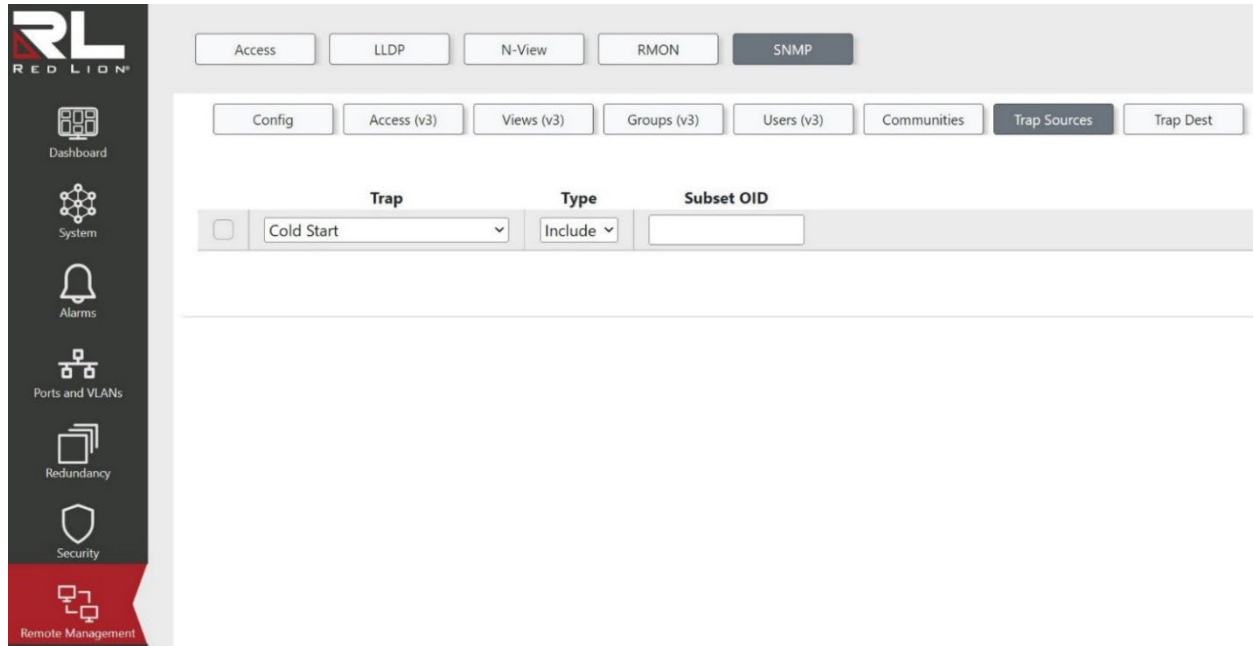 RL
RED LION®
Access LLDP N-View RMON SNMP
Config Access (v3) Views (v3) Groups (v3) Users (v3) Communities Trap Sources Trap Dest
Dashboard
System
Alarms
Ports and VLANs
Redundancy
Security
Remote Management
Trap Type Subset OID
Cold Start Include